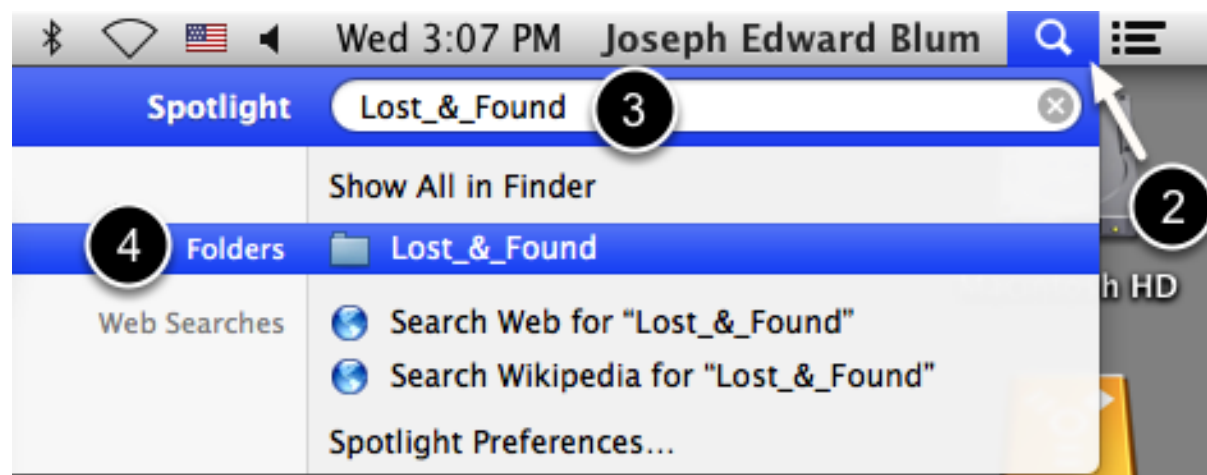 Wed 3:07 PM Joseph Edward Blum
Spotlight Lost_&_Found 3
Show All in Finder
2
4 Folders Lost_&_Found
h HD
Web Searches Search Web for “Lost_&_Found”
Search Wikipedia for “Lost_&_Found”
Spotlight Preferences…